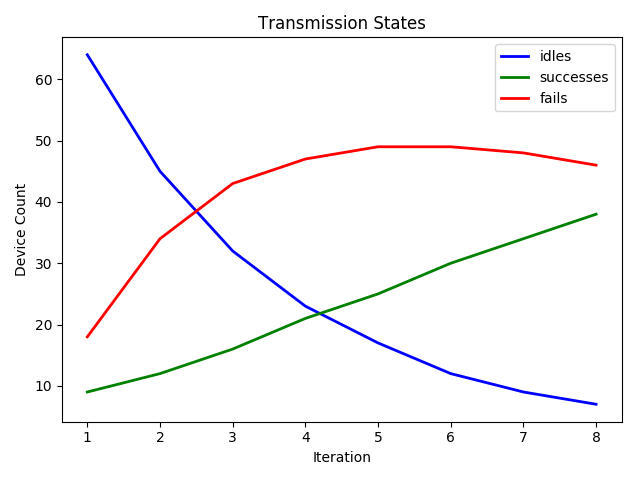 Transmission States
idles
successes
fails
Device Count
60
50
40
30
20
10
1 2 3 4 5 6 7 8
Iteration